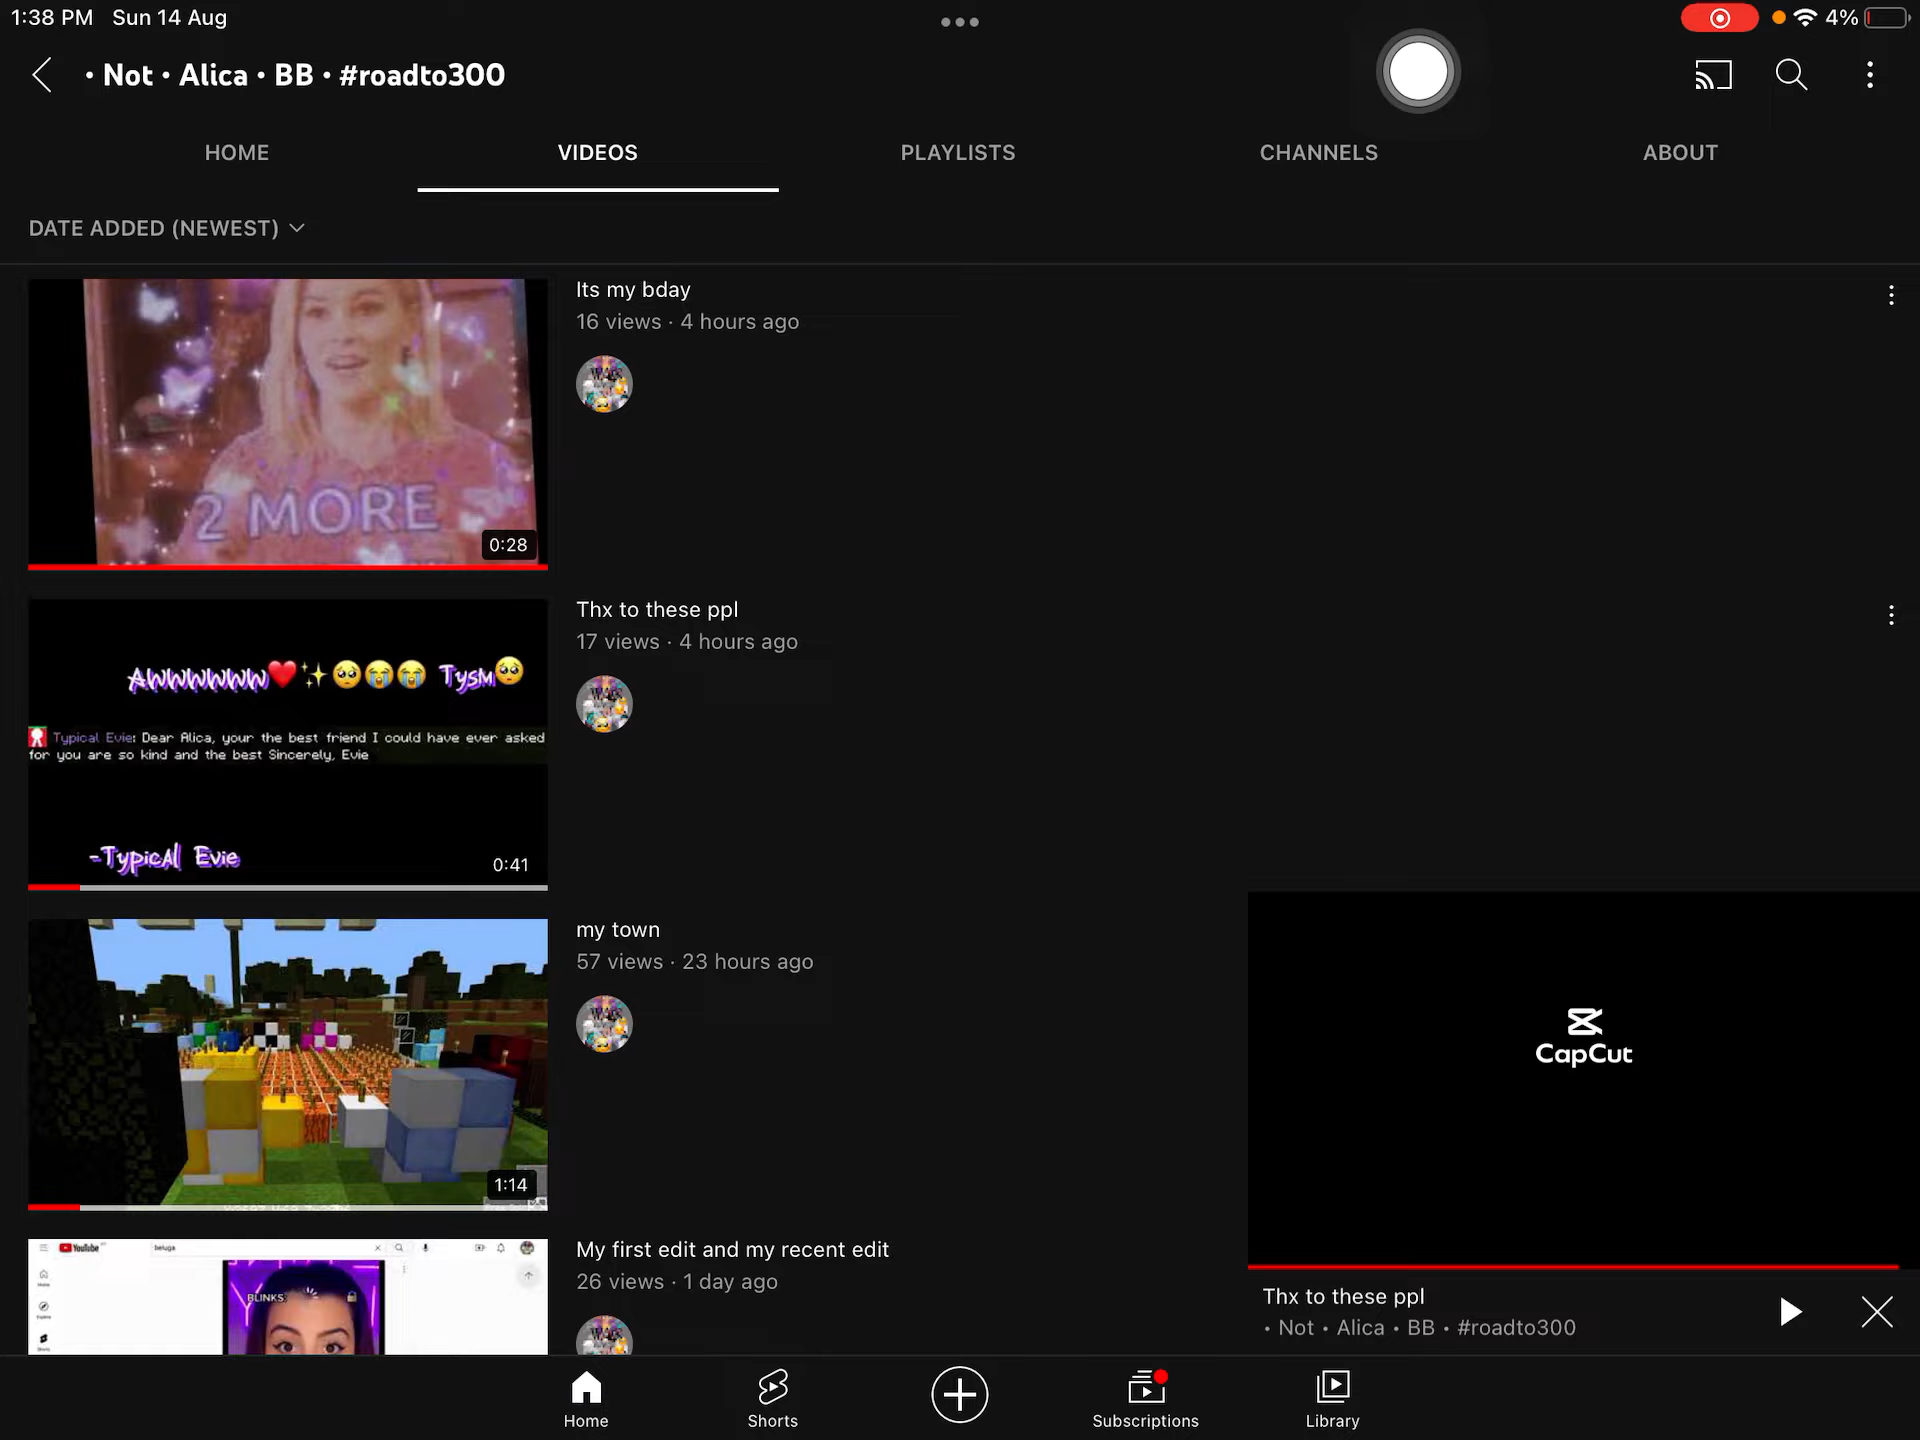 1:38 PM Sun 14 Aug
4%
• Not • Alica • BB • #roadto300
HOME
VIDEOS
PLAYLISTS
CHANNELS
ABOUT
DATE ADDED (NEWEST)
2 MORE
0:28
Its my bday
16 views · 4 hours ago
AWWWWWW❤️✨🥺😭😭 TYSM🥺
Typical Evie: Dear Alica, your the best friend I could have ever asked
for you are so kind and the best Sincerely, Evie
-Typical Evie
0:41
Thx to these ppl
17 views · 4 hours ago
1:14
my town
57 views · 23 hours ago
YouTube
beluga
BLINKS
My first edit and my recent edit
26 views · 1 day ago
CapCut
Thx to these ppl
• Not • Alica • BB • #roadto300
Home
Shorts
Subscriptions
Library